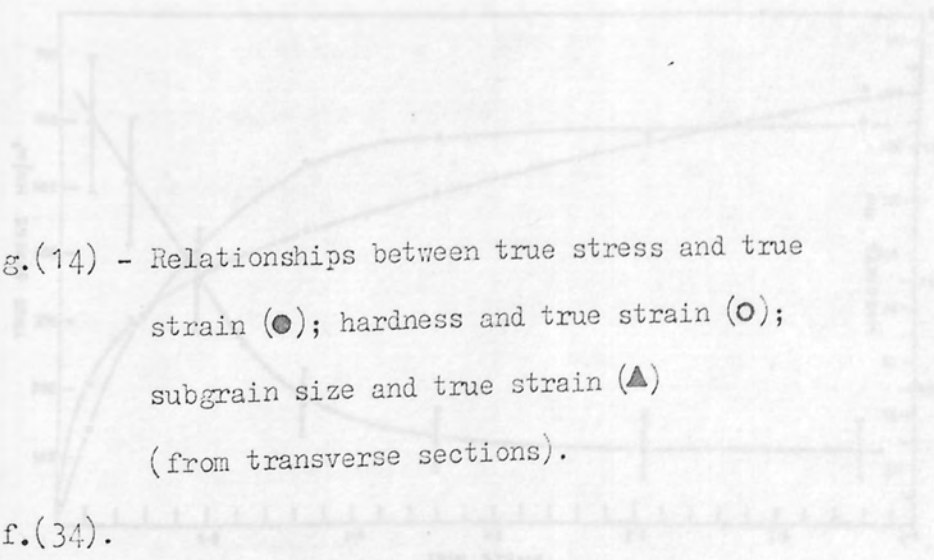 g.(14) - Relationships between true stress and true
strain (●); hardness and true strain (o);
subgrain size and true strain (▲)
(from transverse sections).
f.(34).